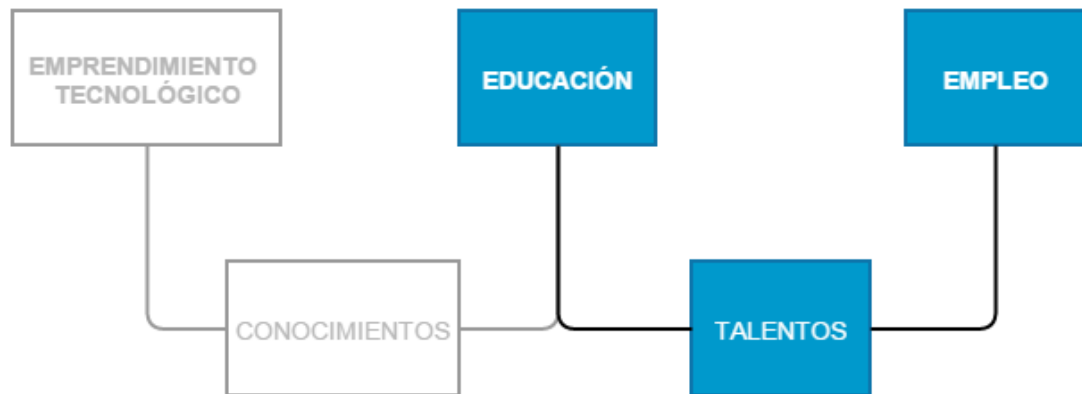 EMPRENDIMIENTO
TECNOLÓGICO
EDUCACIÓN
EMPLEO
CONOCIMIENTOS
TALENTOS